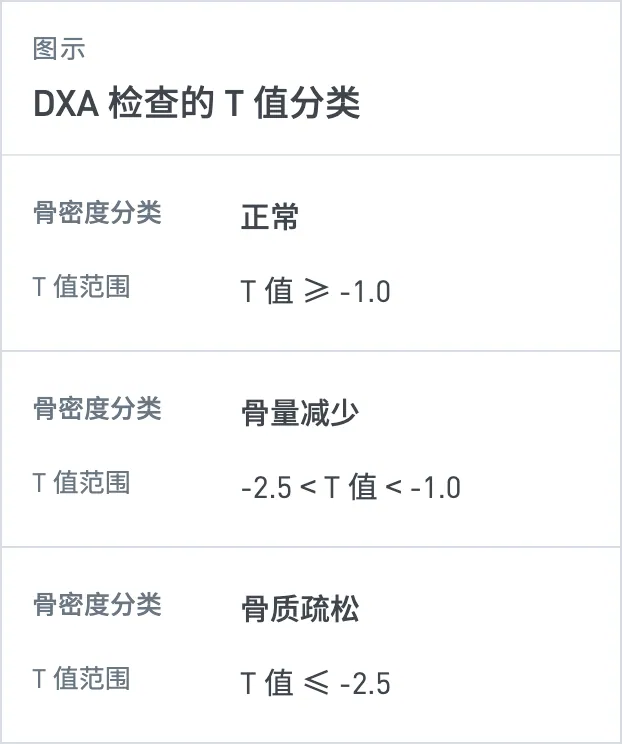 图示
DXA 检查的 T 值分类
骨密度分类 正常
T 值范围 T 值 ⩾ -1.0
骨密度分类 骨量减少
T 值范围 -2.5 < T 值 < -1.0
骨密度分类 骨质疏松
T 值范围 T 值 ⩽ -2.5